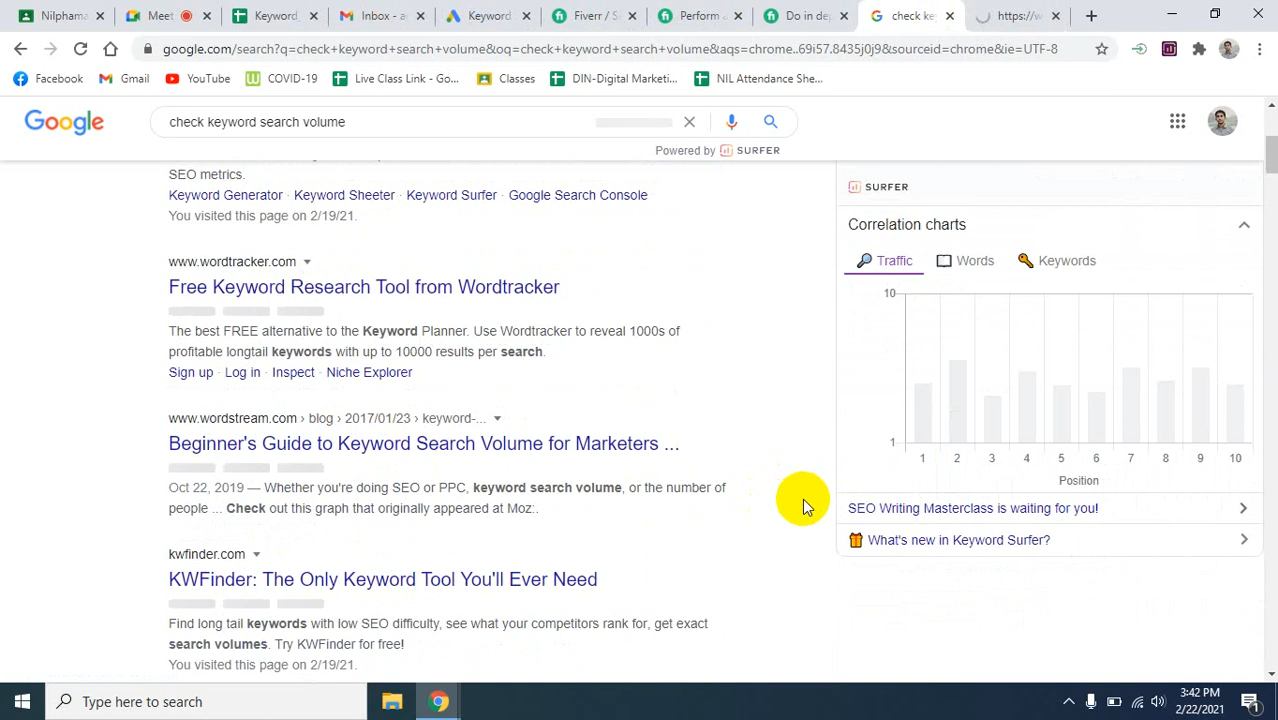 Nilpham
Meet
Keyword
Inbox - a
Keyword
Fiverr / S
Perform a
Do in de
check key
https://w
google.com/search?q=check+keyword+search+volume&oq=check+keyword+search+volume&aqs=chrome..69i57.8435j0j9&sourceid=chrome&ie=UTF-8
Facebook
Gmail
YouTube
COVID-19
Live Class Link - Go...
Classes
DIN-Digital Marketi...
NIL Attendance She...
Google
check keyword search volume
Powered by SURFER
SEO metrics.
Keyword Generator · Keyword Sheeter · Keyword Surfer · Google Search Console
You visited this page on 2/19/21.
www.wordtracker.com
Free Keyword Research Tool from Wordtracker
The best FREE alternative to the Keyword Planner. Use Wordtracker to reveal 1000s of
profitable longtail keywords with up to 10000 results per search.
Sign up · Log in · Inspect · Niche Explorer
www.wordstream.com › blog › 2017/01/23 › keyword-...
Beginner's Guide to Keyword Search Volume for Marketers ...
Oct 22, 2019 — Whether you're doing SEO or PPC, keyword search volume, or the number of
people ... Check out this graph that originally appeared at Moz:.
kwfinder.com
KWFinder: The Only Keyword Tool You'll Ever Need
Find long tail keywords with low SEO difficulty, see what your competitors rank for, get exact
search volumes. Try KWFinder for free!
You visited this page on 2/19/21.
SURFER
Correlation charts
Traffic
Words
Keywords
10
1
1 2 3 4 5 6 7 8 9 10
Position
SEO Writing Masterclass is waiting for you!
What's new in Keyword Surfer?
Type here to search
3:42 PM
2/22/2021
1